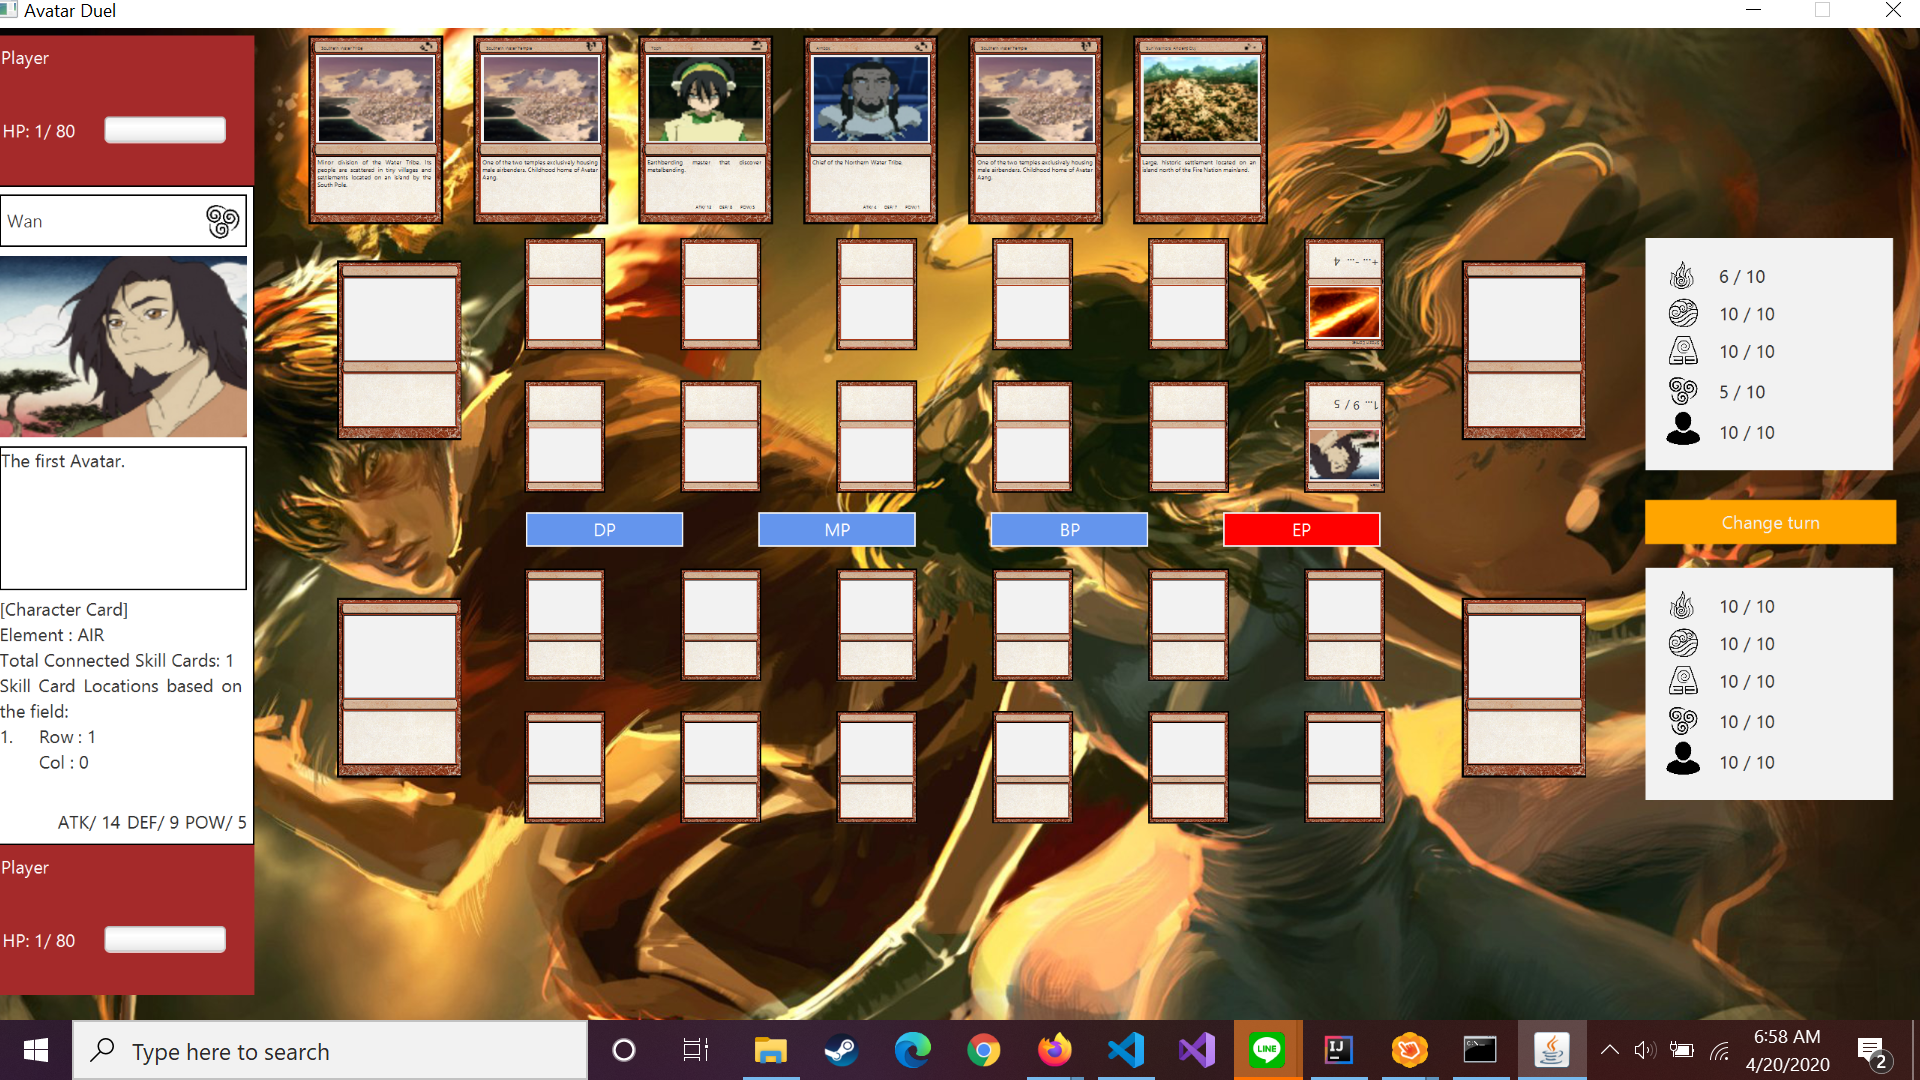 Avatar Duel
Player
HP: 1/ 80
Wan
The first Avatar.
[Character Card]
Element : AIR
Total Connected Skill Cards: 1
Skill Card Locations based on
the field:
1. Row : 1
Col : 0
ATK/ 14 DEF/ 9 POW/ 5
Player
HP: 1/ 80
Minor division of the Water Tribe. Its
people are scattered in tiny villages and
settlements located on an island by the
South Pole.
One of the two temples exclusively housing
male airbenders. Childhood home of Avatar
Aang.
Toph
Earthbending master that discover
metalbending.
Chief of the Northern Water Tribe.
One of the two temples exclusively housing
male airbenders. Childhood home of Avatar
Aang.
Large, historic settlement located on an
island north of the Fire Nation mainland.
+... -... 4
1... 9 / 5
DP
MP
BP
EP
6 / 10
10 / 10
10 / 10
5 / 10
10 / 10
Change turn
10 / 10
10 / 10
10 / 10
10 / 10
10 / 10
Type here to search
LINE
IJ
6:58 AM
4/20/2020
2